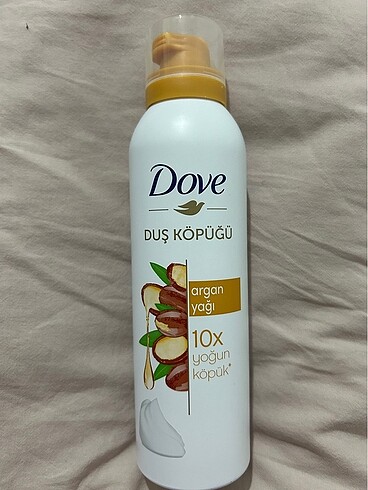 Dove
DUŞ KÖPÜĞÜ
argan
yağı
10x
yoğun
köpük*